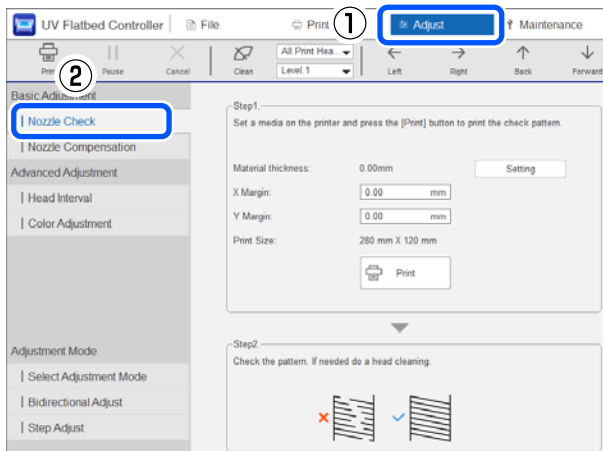 UV Flatbed Controller
File
Print
①
Adjust
Maintenance
Print
Pause
Cancel
Clean
All Print Hea...
Level.1
Left
Right
Back
Forward
②
Basic Adjustment
Nozzle Check
Nozzle Compensation
Advanced Adjustment
Head Interval
Color Adjustment
Adjustment Mode
Select Adjustment Mode
Bidirectional Adjust
Step Adjust
Step1.
Set a media on the printer and press the [Print] button to print the check pattern.
Material thickness: 0.00mm Setting
X Margin: 0.00 mm
Y Margin: 0.00 mm
Print Size: 280 mm X 120 mm
Print
Step2.
Check the pattern. If needed do a head cleaning.